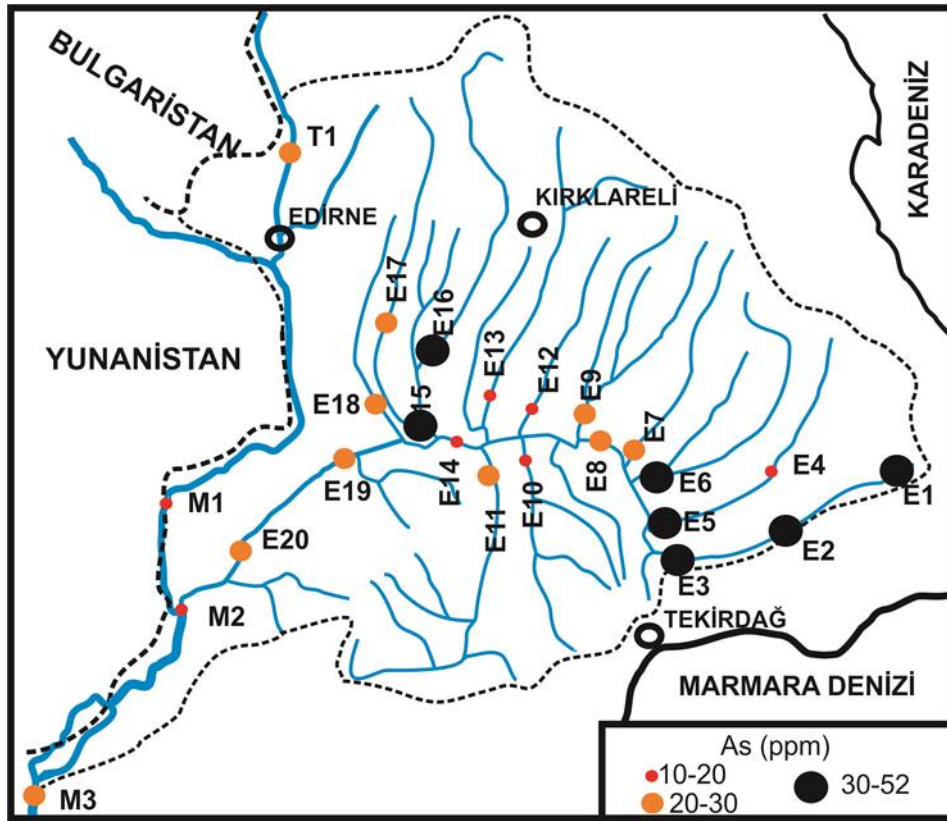 BULGARİSTAN
KARADENİZ
T1
KIRKLARELİ
EDİRNE
E17
E16
YUNANİSTAN
E13
E12
E9
E18
15
E7
E8
E14
E19
E11
E10
E6
E4
E1
M1
E5
E2
E20
E3
M2
TEKİRDAĞ
MARMARA DENİZİ
As (ppm)
10-20
30-52
20-30
M3